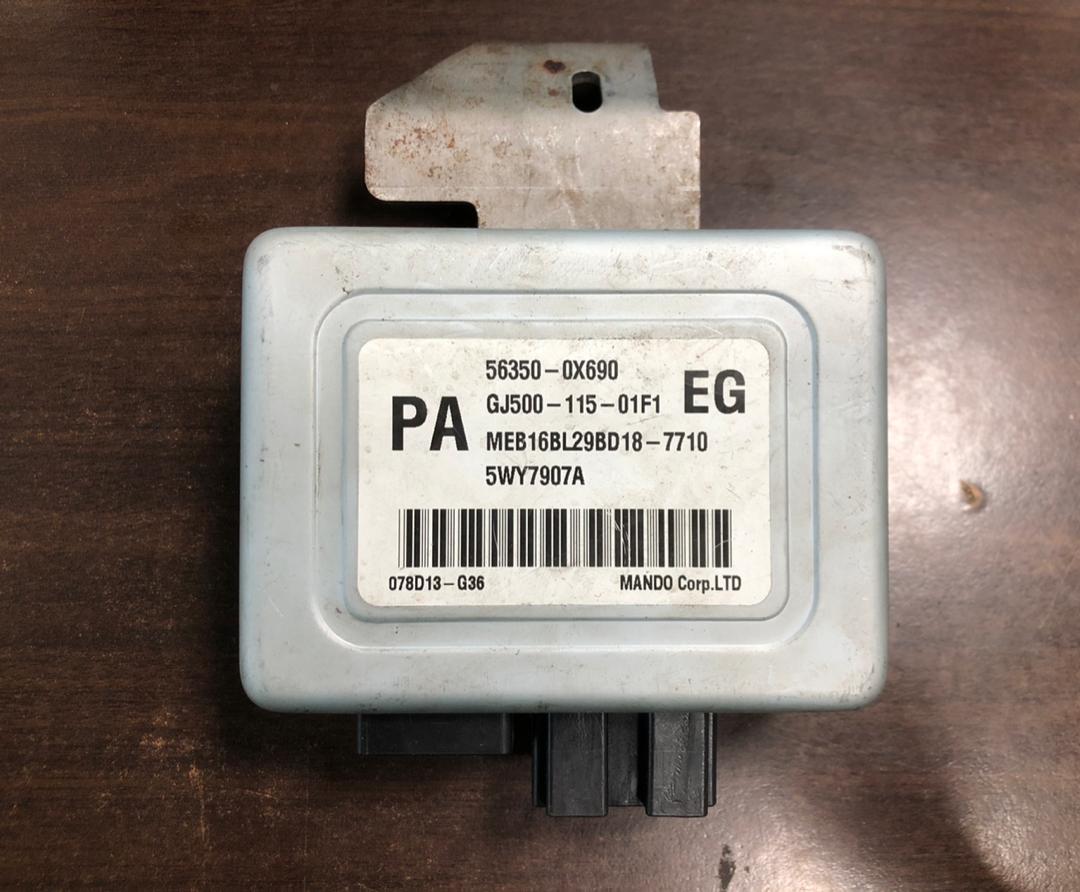 56350-0X690
PA
EG
GJ500-115-01F1
MEB16BL29BD18-7710
5WY7907A
078D13-G36
MANDO Corp.LTD